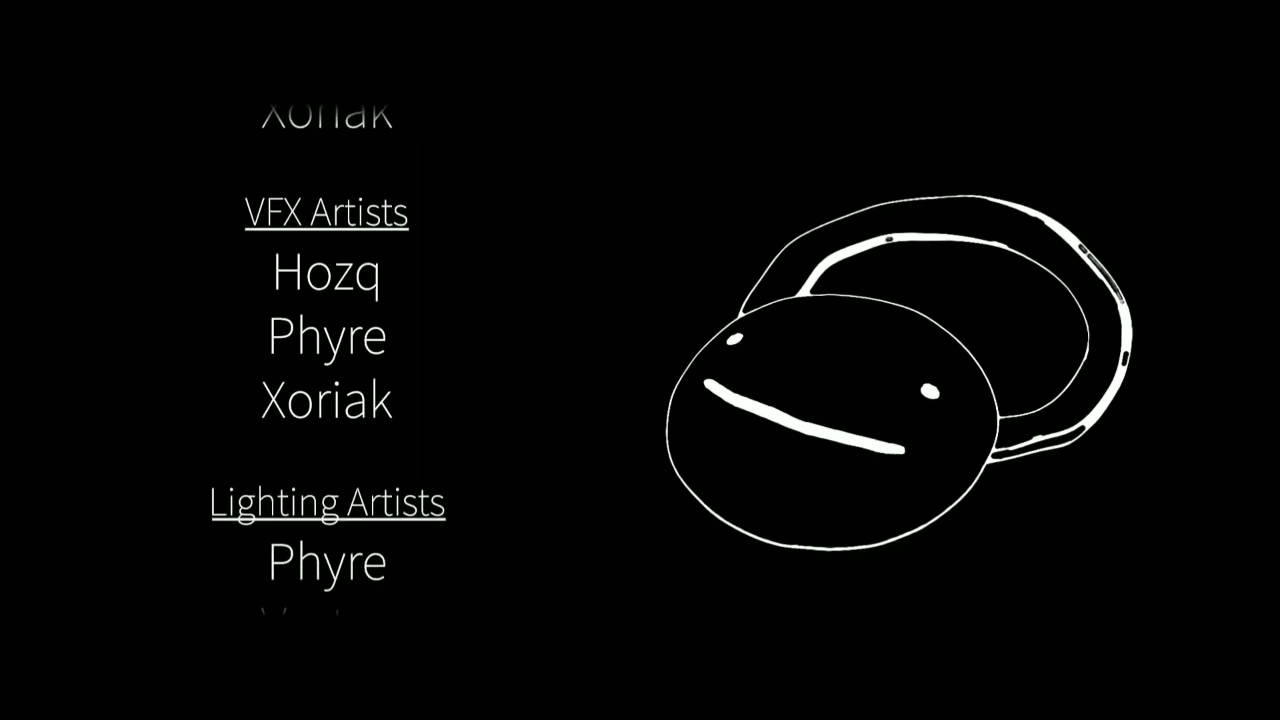 Xoriak
VFX Artists
Hozq
Phyre
Xoriak
Lighting Artists
Phyre